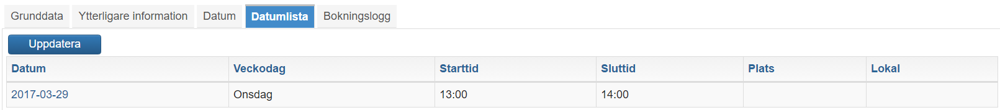 Grunddata Ytterligare information Datum Datumlista Bokningslogg
Uppdatera
Datum Veckodag Starttid Sluttid Plats Lokal
2017-03-29 Onsdag 13:00 14:00